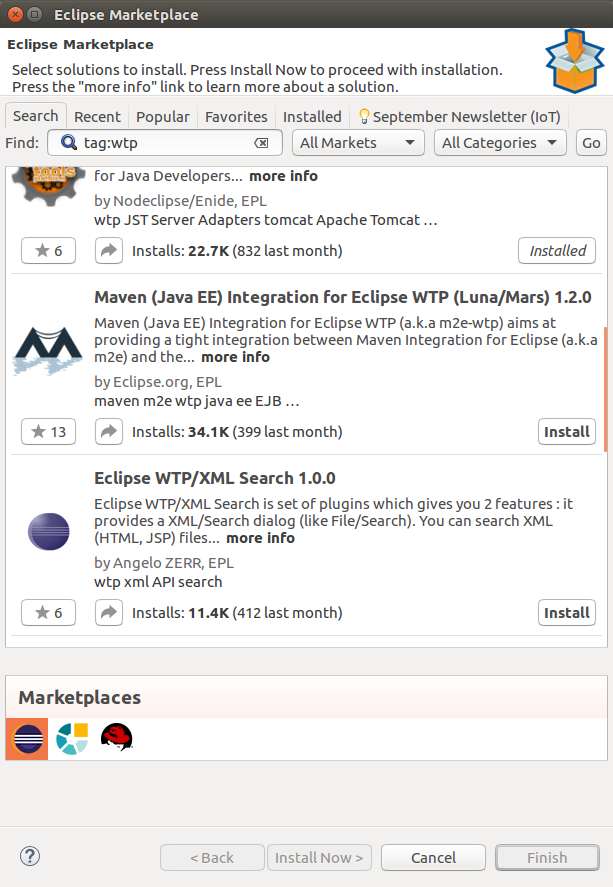 Eclipse Marketplace
Eclipse Marketplace
Select solutions to install. Press Install Now to proceed with installation.
Press the "more info" link to learn more about a solution.
Search Recent Popular Favorites Installed September Newsletter (IoT)
Find: tag:wtp All Markets All Categories Go
tools
for Java Developers... more info
by Nodeclipse/Enide, EPL
wtp JST Server Adapters tomcat Apache Tomcat …
6 Installs: 22.7K (832 last month) Installed
Maven (Java EE) Integration for Eclipse WTP (Luna/Mars) 1.2.0
Maven (Java EE) Integration for Eclipse WTP (a.k.a m2e-wtp) aims at
providing a tight integration between Maven Integration for Eclipse (a.k.a
m2e) and the... more info
by Eclipse.org, EPL
maven m2e wtp java ee EJB …
13 Installs: 34.1K (399 last month) Install
Eclipse WTP/XML Search 1.0.0
Eclipse WTP/XML Search is set of plugins which gives you 2 features : it
provides a XML/Search dialog (like File/Search). You can search XML
(HTML, JSP) files... more info
by Angelo ZERR, EPL
wtp xml API search
6 Installs: 11.4K (412 last month) Install
Marketplaces
? < Back Install Now > Cancel Finish